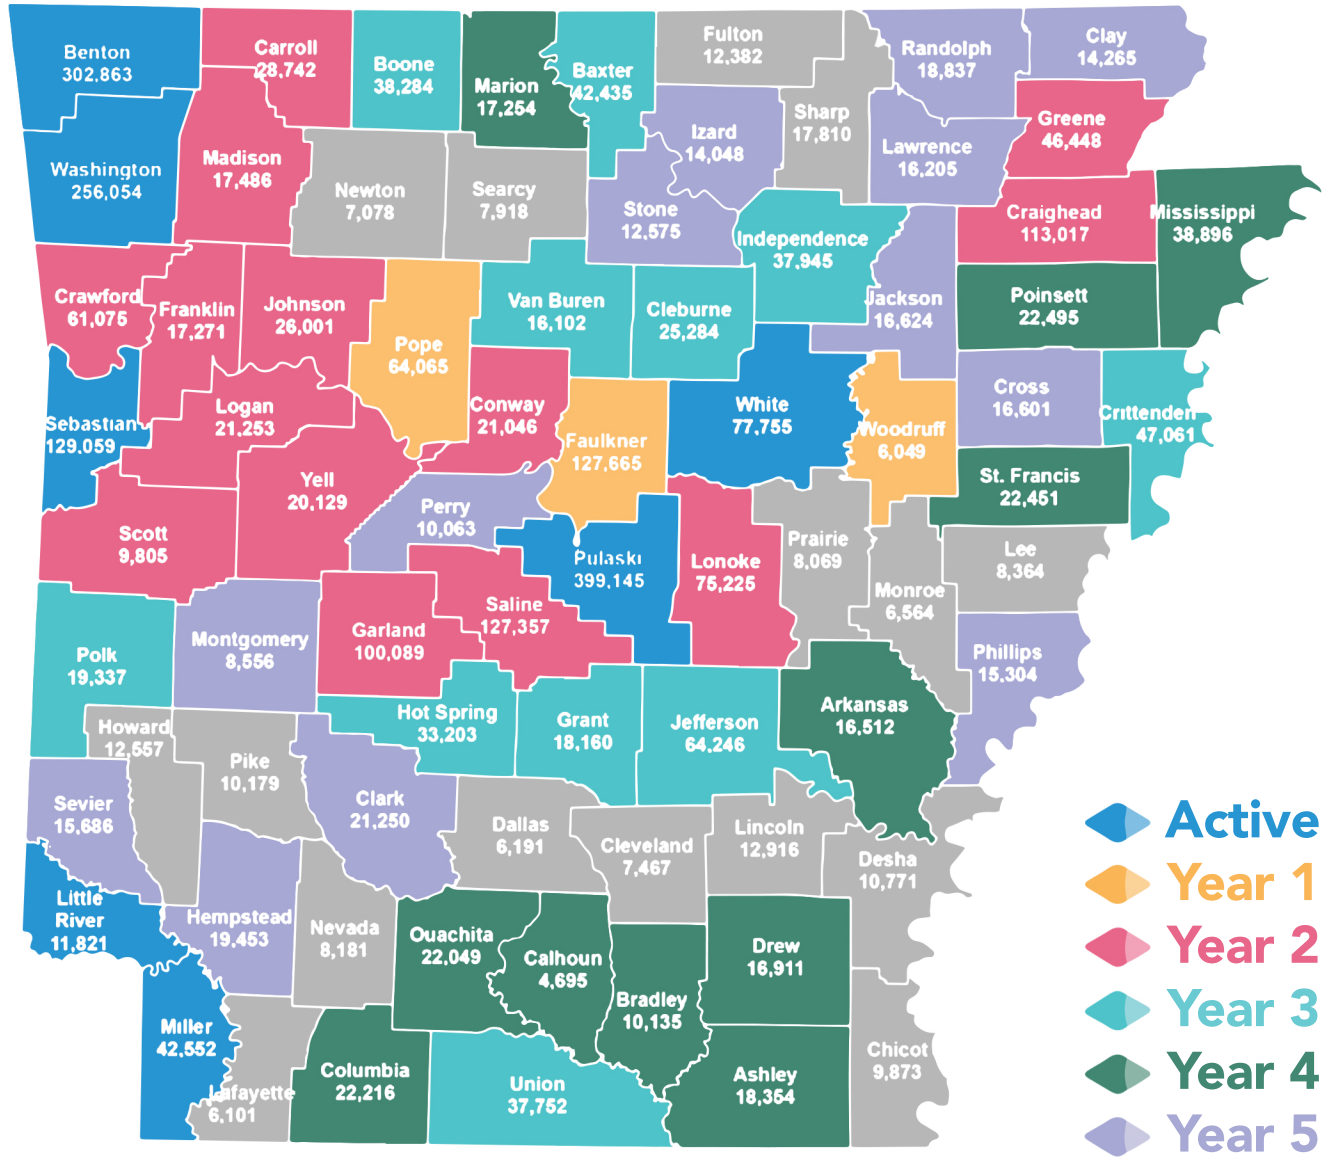 Benton
302,863
Carroll
28,742
Boone
38,284
Marion
17,254
Baxter
42,435
Fulton
12,382
Randolph
18,837
Clay
14,265
Washington
256,054
Madison
17,486
Newton
7,078
Searcy
7,918
Izard
14,048
Sharp
17,810
Lawrence
16,205
Greene
46,448
Stone
12,575
Independence
37,945
Craighead
113,017
Mississippi
38,896
Crawford
61,075
Franklin
17,271
Johnson
26,001
Van Buren
16,102
Cleburne
25,284
Jackson
16,624
Poinsett
22,495
Pope
64,065
Sebastian
129,059
Logan
21,253
Conway
21,046
Faulkner
127,665
White
77,755
Woodruff
6,049
Cross
16,601
Crittenden
47,061
Scott
9,805
Yell
20,129
Perry
10,063
Pulaski
399,145
Lonoke
75,225
Prairie
8,069
St. Francis
22,451
Lee
8,364
Monroe
6,564
Polk
19,337
Montgomery
8,556
Garland
100,089
Saline
127,357
Phillips
15,304
Howard
12,557
Pike
10,179
Hot Spring
33,203
Grant
18,160
Jefferson
64,246
Arkansas
16,512
Sevier
15,686
Clark
21,250
Dallas
6,191
Cleveland
7,467
Lincoln
12,916
Desha
10,771
Little
River
11,821
Hempstead
19,453
Nevada
8,181
Ouachita
22,049
Calhoun
4,695
Bradley
10,135
Drew
16,911
Miller
42,552
Lafayette
6,101
Columbia
22,216
Union
37,752
Ashley
18,354
Chicot
9,873
Active
Year 1
Year 2
Year 3
Year 4
Year 5